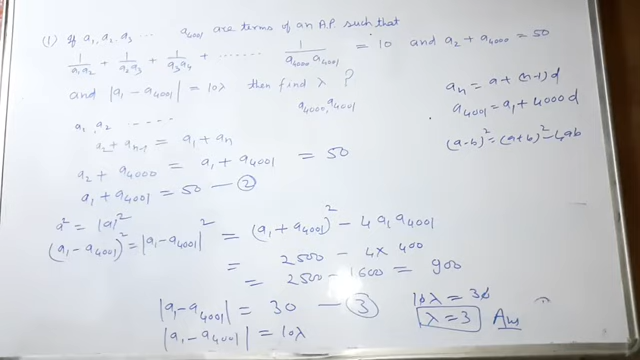 (1) If a₁, a₂, a₃ ... a₄₀₀₁ are terms of an A.P such that
1/(a₁a₂) + 1/(a₂a₃) + 1/(a₃a₄) + ....... 1/(a₄₀₀₀ a₄₀₀₁) = 10 and a₂ + a₄₀₀₀ = 50
and |a₁ - a₄₀₀₁| = 10λ then find λ ?
a₁, a₂ ----- a₄₀₀₀, a₄₀₀₁
a₂ + aₙ₋₁ = a₁ + aₙ
a₂ + a₄₀₀₀ = a₁ + a₄₀₀₁ = 50
a₁ + a₄₀₀₁ = 50 — ②
a² = |a|²
(a₁ - a₄₀₀₁)² = |a₁ - a₄₀₀₁|² = (a₁ + a₄₀₀₁)² - 4 a₁ a₄₀₀₁
= 2500 - 4 × 400
= 2500 - 1600 = 900
|a₁ - a₄₀₀₁| = 30 — ③
|a₁ - a₄₀₀₁| = 10λ
aₙ = a + (n-1) d
a₄₀₀₁ = a₁ + 4000 d
(a-b)² = (a+b)² - 4ab
10λ = 30
λ = 3 Ans